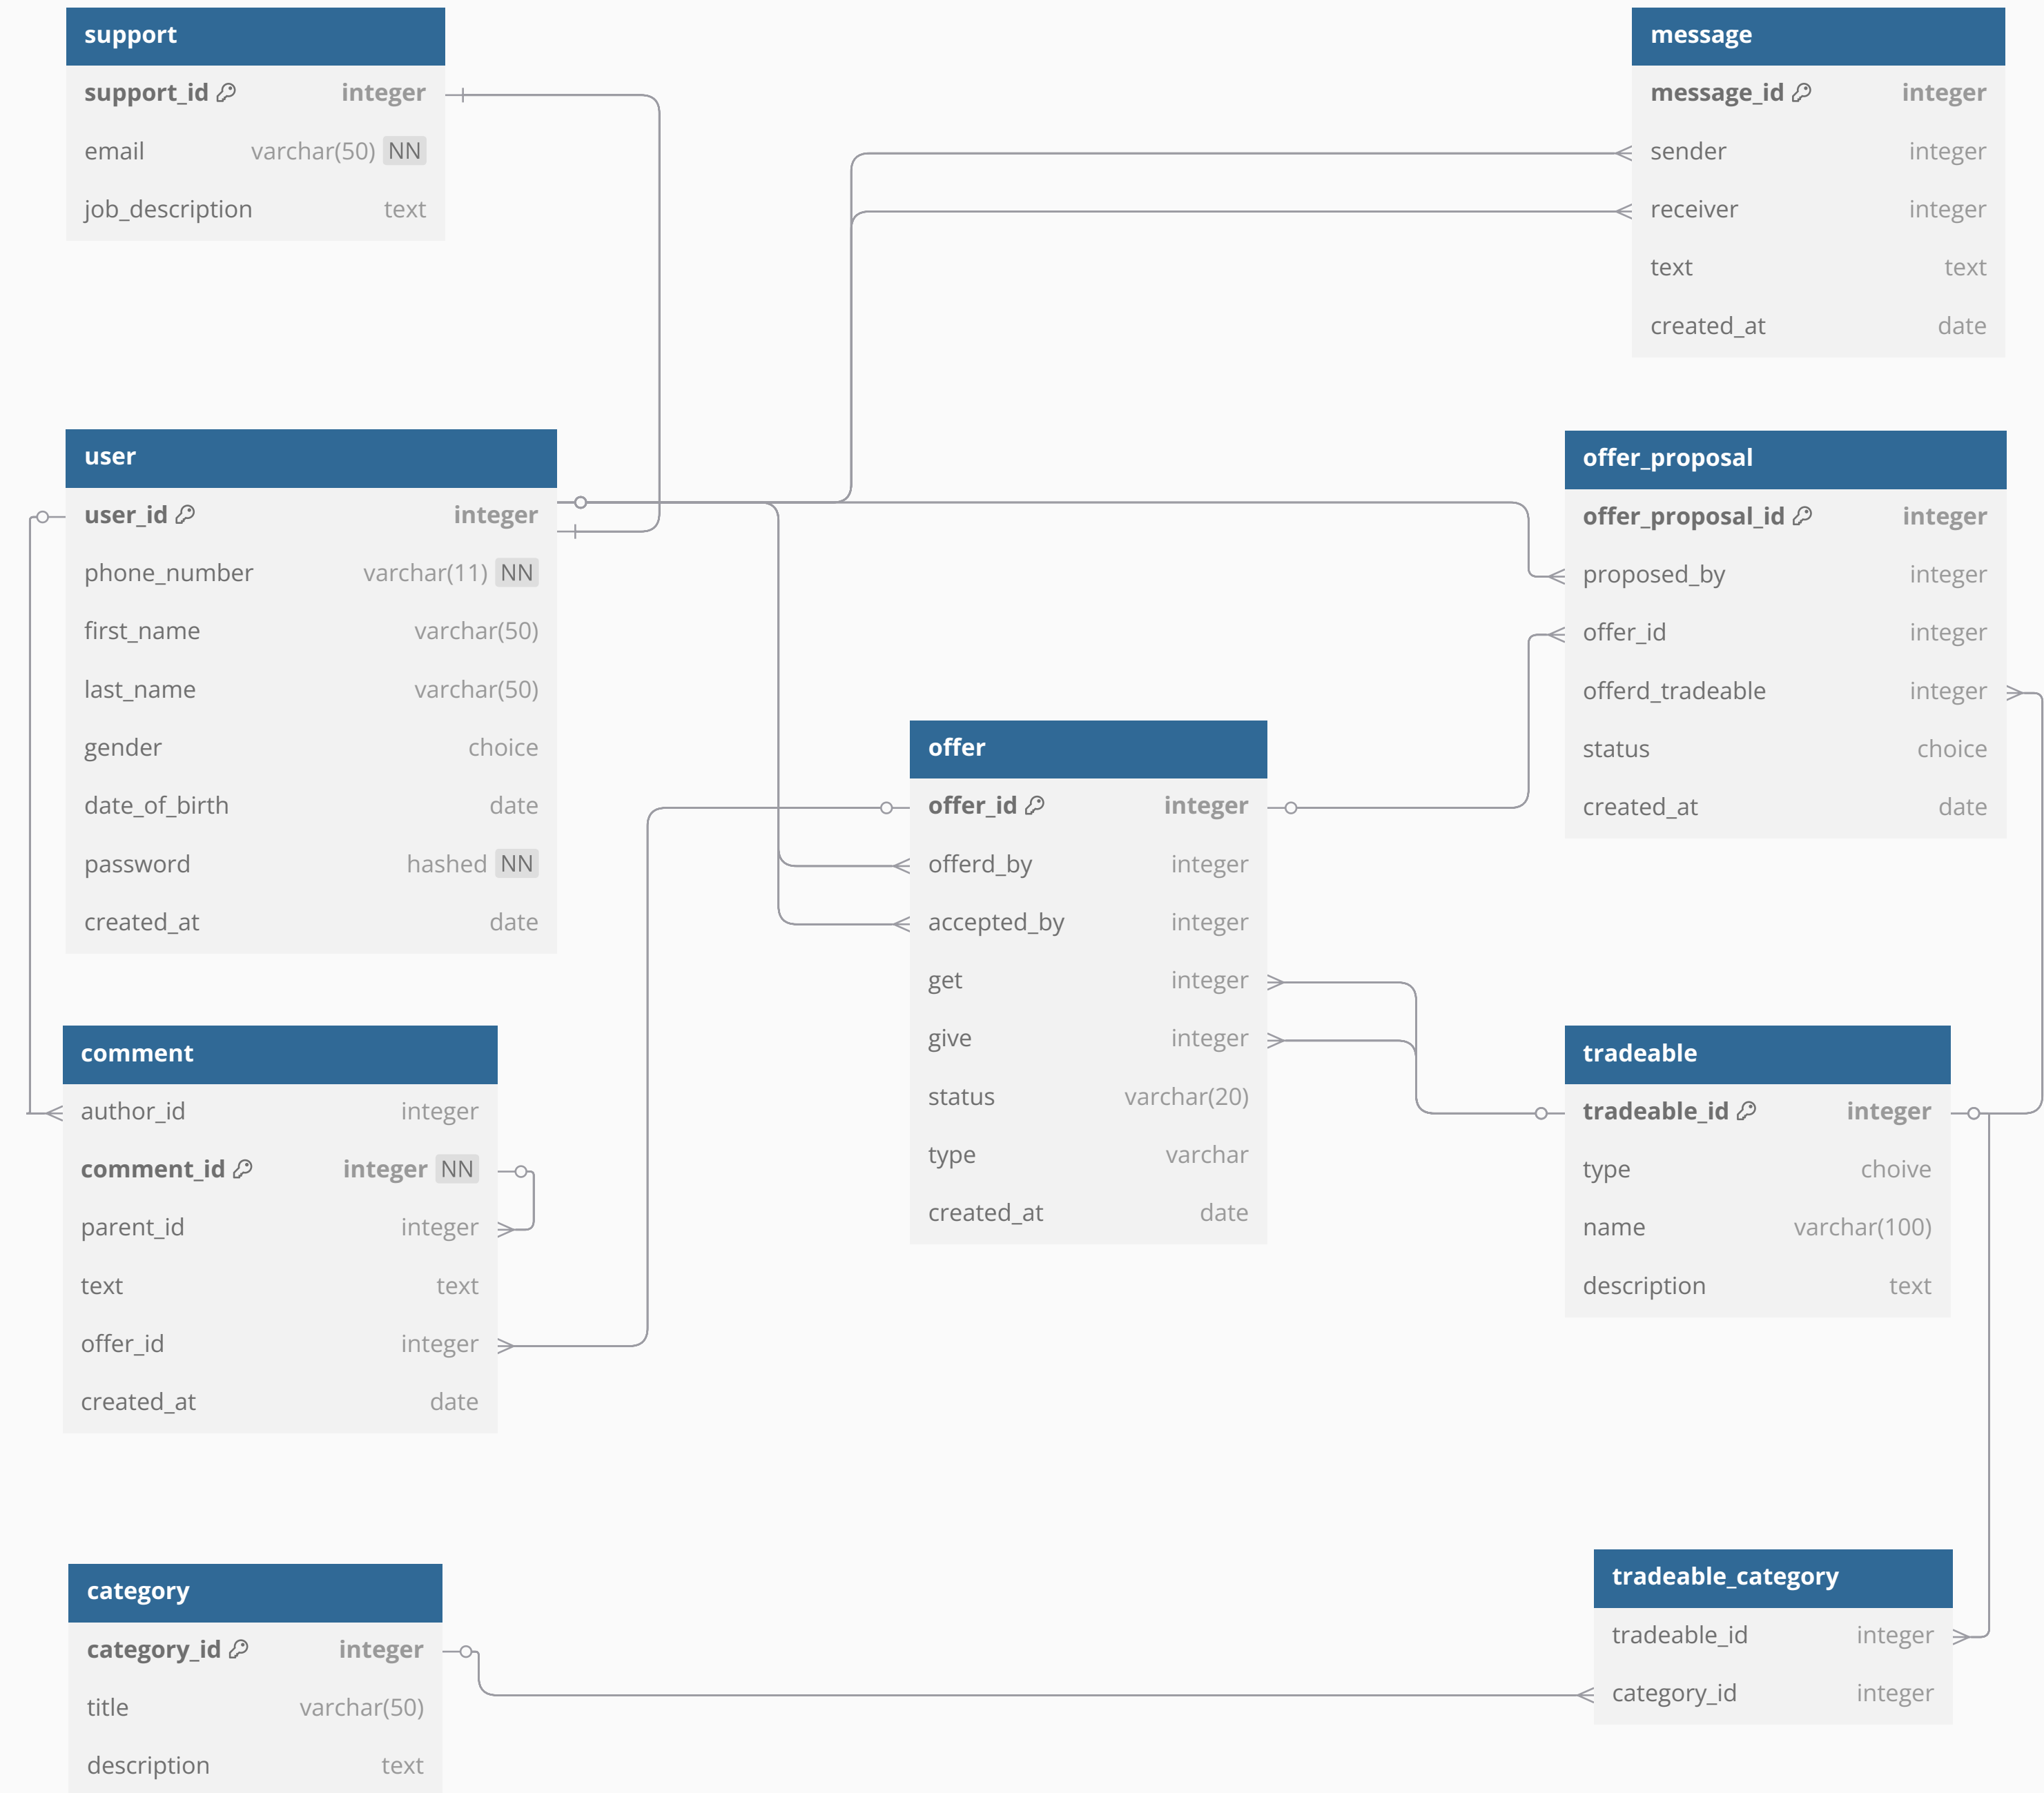 support
support_id integer
email varchar(50) NN
job_description text
message
message_id integer
sender integer
receiver integer
text text
created_at date
user
user_id integer
phone_number varchar(11) NN
first_name varchar(50)
last_name varchar(50)
gender choice
date_of_birth date
password hashed NN
created_at date
offer_proposal
offer_proposal_id integer
proposed_by integer
offer_id integer
offerd_tradeable integer
status choice
created_at date
offer
offer_id integer
offerd_by integer
accepted_by integer
get integer
give integer
status varchar(20)
type varchar
created_at date
comment
author_id integer
comment_id integer NN
parent_id integer
text text
offer_id integer
created_at date
tradeable
tradeable_id integer
type choive
name varchar(100)
description text
category
category_id integer
title varchar(50)
description text
tradeable_category
tradeable_id integer
category_id integer